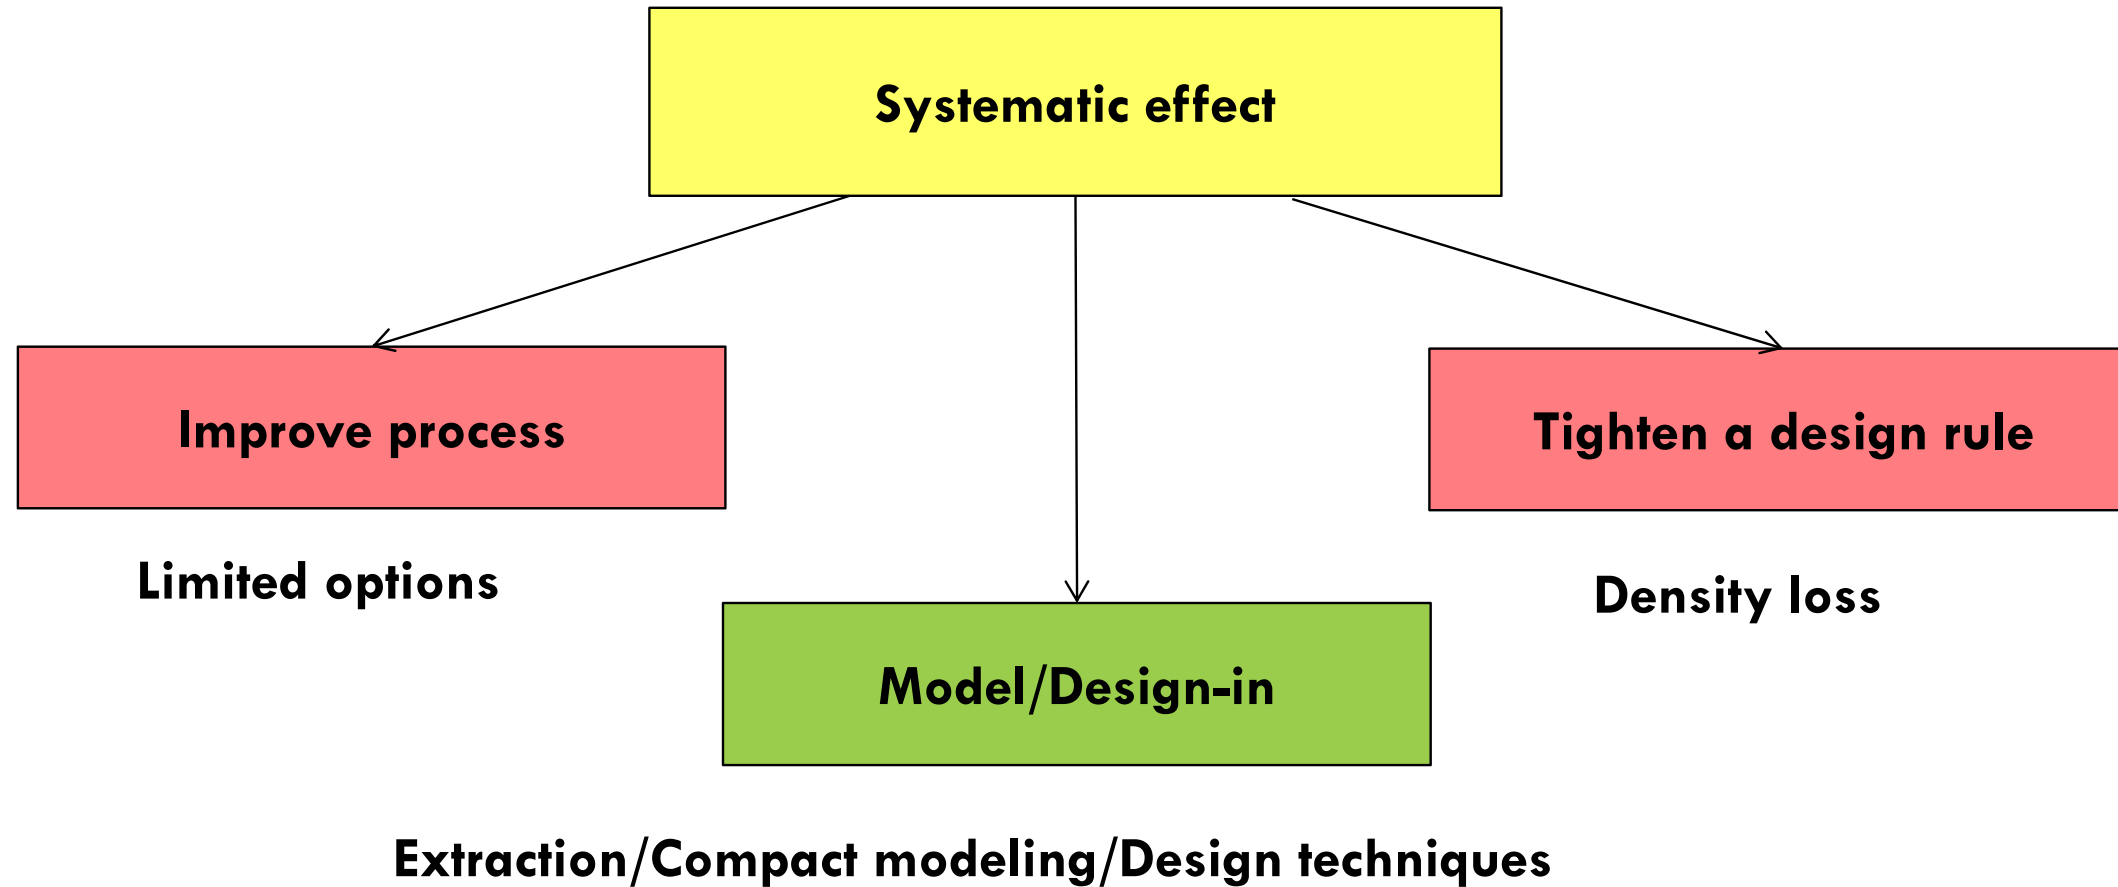 Systematic effect
Improve process
Tighten a design rule
Limited options
Density loss
Model/Design-in
Extraction/Compact modeling/Design techniques